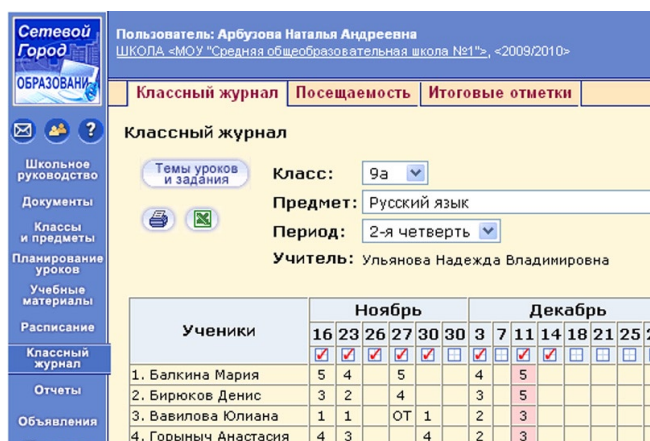 Сетевой
Город
ОБРАЗОВАНИ
Пользователь: Арбузова Наталья Андреевна
ШКОЛА <МОУ "Средняя общеобразовательная школа №1">, <2009/2010>
Классный журнал Посещаемость Итоговые отметки
?
Школьное
руководство
Документы
Классы
и предметы
Планирование
уроков
Учебные
материалы
Расписание
Классный
журнал
Отчеты
Объявления
Классный журнал
Темы уроков
и задания
Класс: 9а
Предмет: Русский язык
Период: 2-я четверть
Учитель: Ульянова Надежда Владимировна
Ученики Ноябрь Декабрь
16 23 26 27 30 30 3 7 11 14 18 21 25 2
1. Балкина Мария 5 4 5 4 5
2. Бирюков Денис 3 2 4 3 5
3. Вавилова Юлиана 1 1 ОТ 1 2 3
4. Горыныч Анастасия 4 3 4 2 3